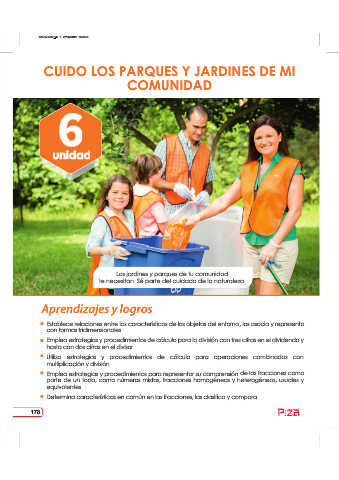 CUIDO LOS PARQUES Y JARDINES DE MI
COMUNIDAD
6
unidad
Los jardines y parques de tu comunidad
te necesitan. Sé parte del cuidado de la naturaleza
Aprendizajes y logros
Establece relaciones entre las características de los objetos del entorno, los asocia y representa
con formas tridimensionales
Emplea estrategias y procedimientos de cálculo para la división con tres cifras en el dividendo y
hasta con dos cifras en el divisor
Utiliza estrategias y procedimientos de cálculo para operaciones combinadas con
multiplicación y división
Emplea estrategias y procedimientos para representar su comprensión de las fracciones como
parte de un todo, como números mixtos, fracciones homogéneas y heterogéneas, usuales y
equivalentes
Determina características en común en las fracciones, las clasifica y compara
178